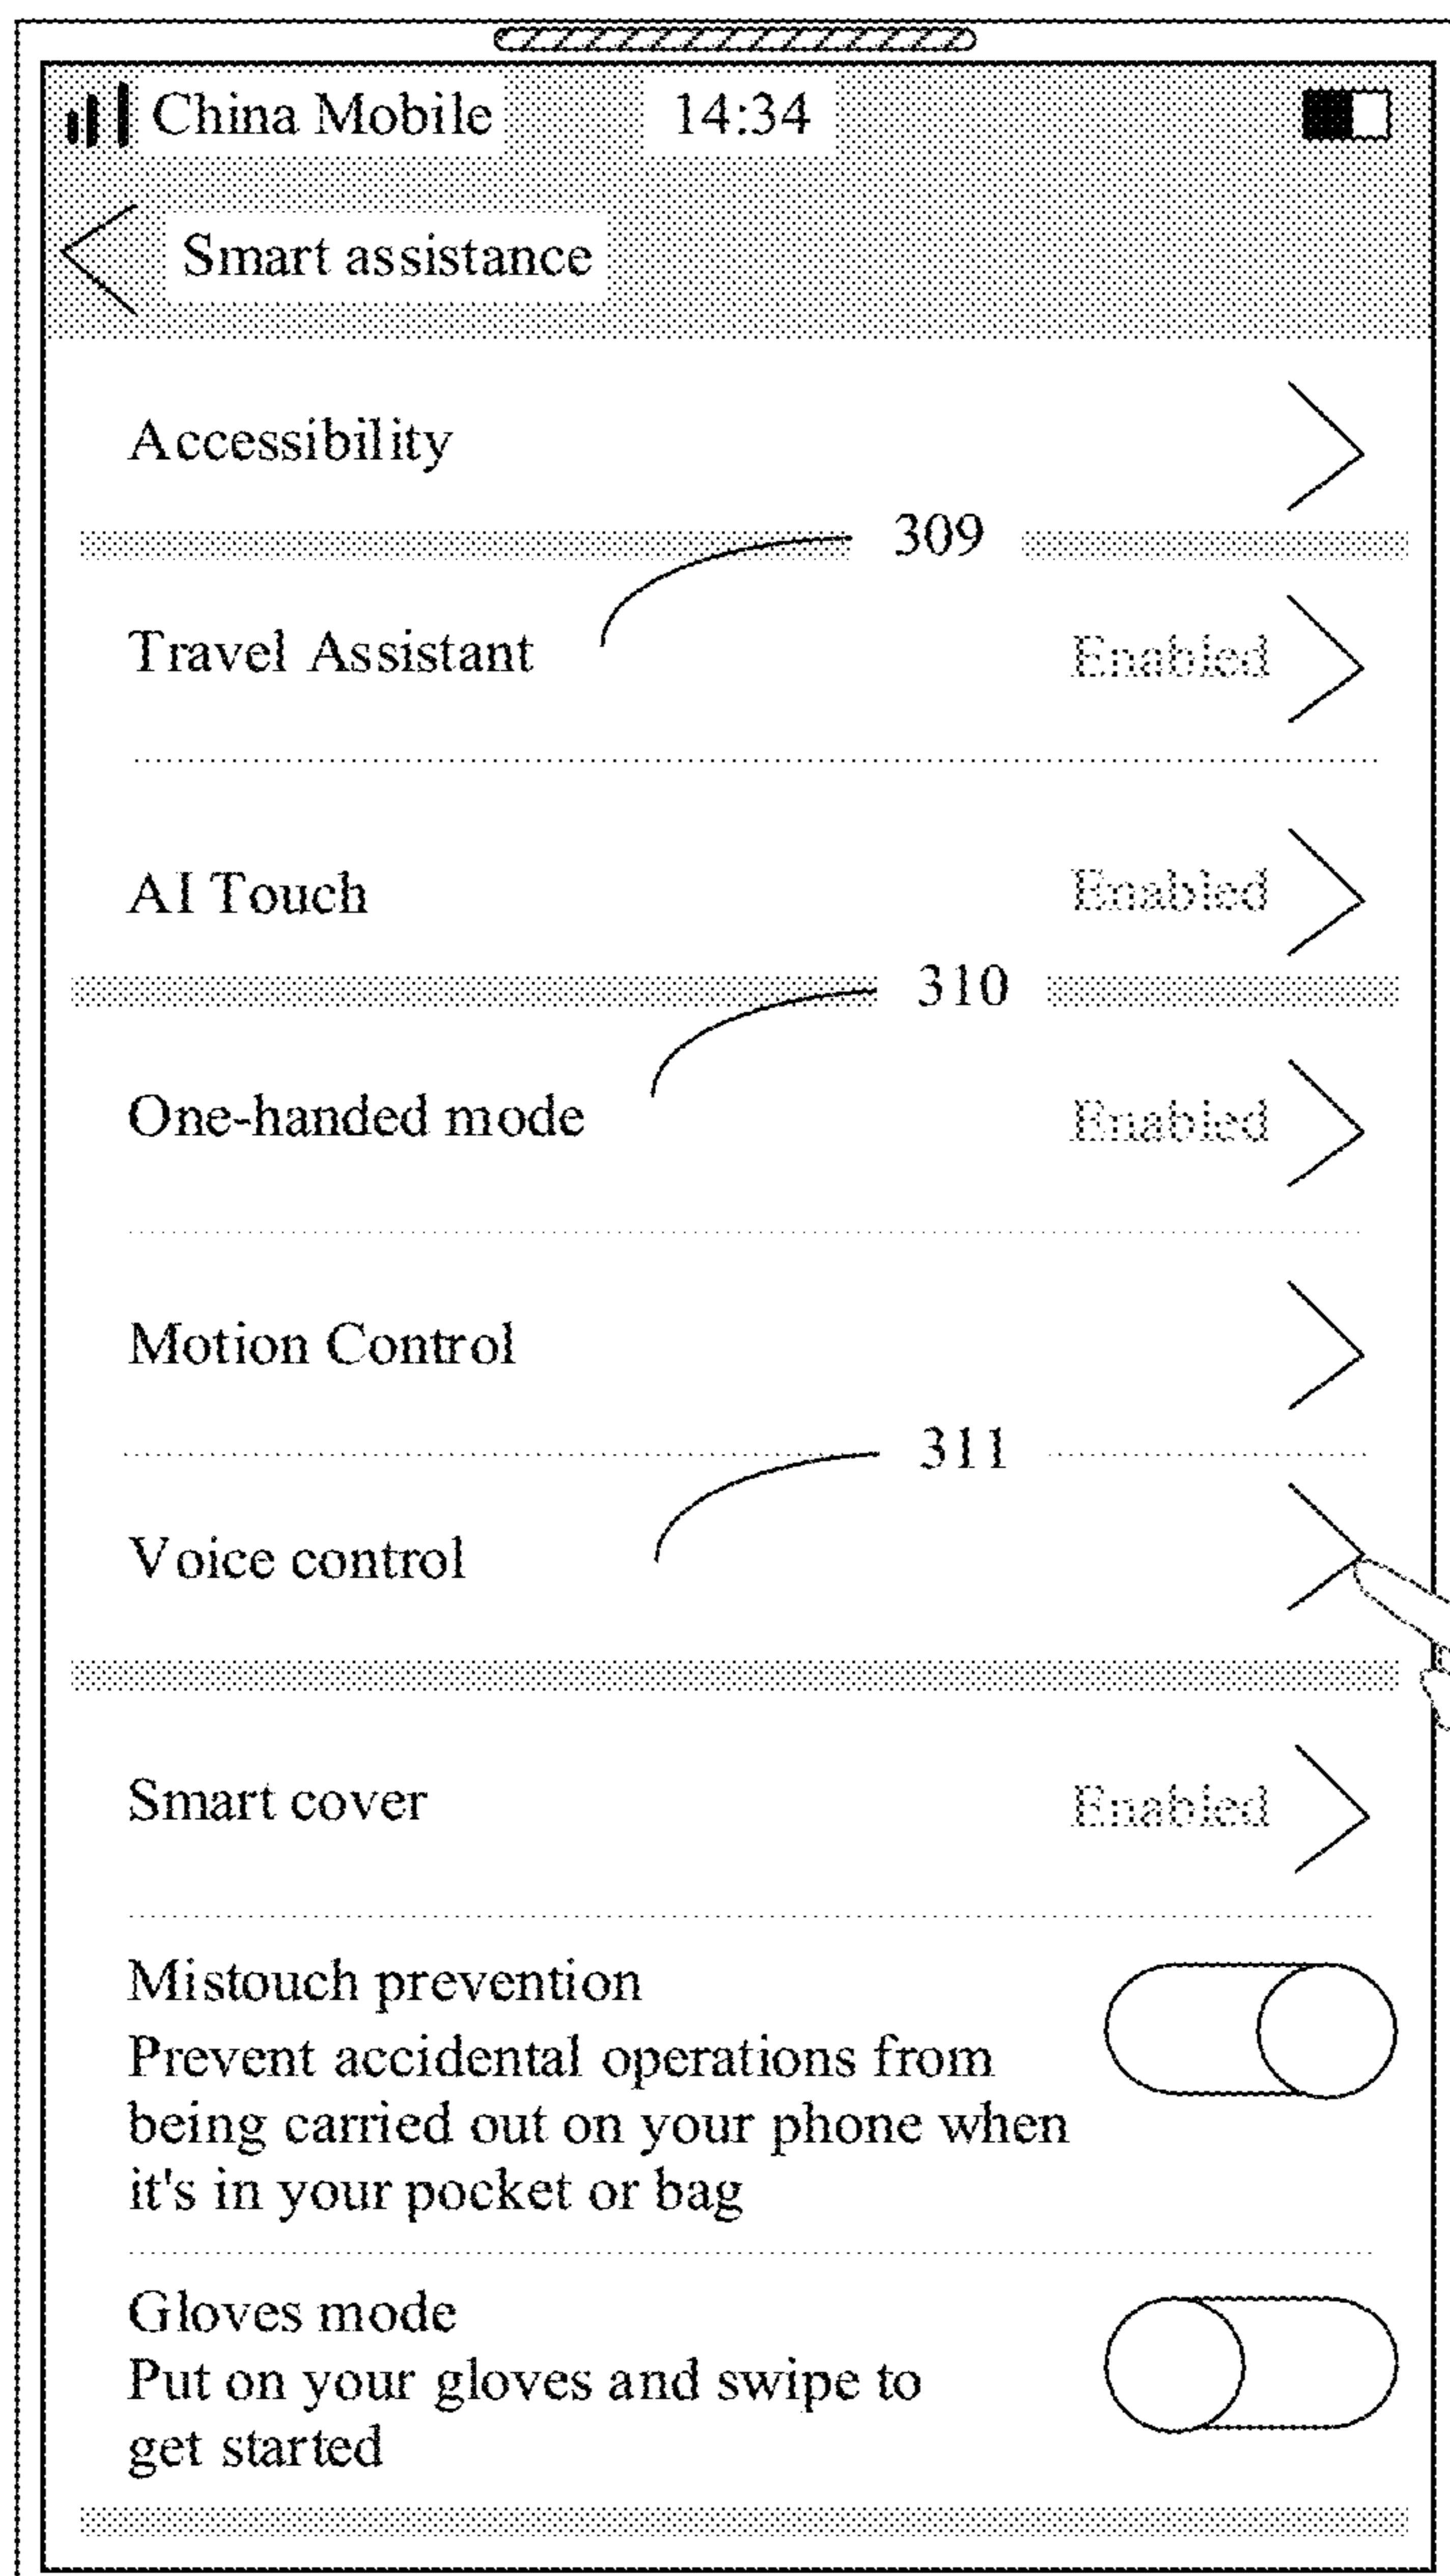 China Mobile 14:34
Smart assistance
Accessibility
309
Travel Assistant Enabled
AI Touch Enabled
310
One-handed mode Enabled
Motion Control
311
Voice control
Smart cover Enabled
Mistouch prevention
Prevent accidental operations from
being carried out on your phone when
it's in your pocket or bag
Gloves mode
Put on your gloves and swipe to
get started